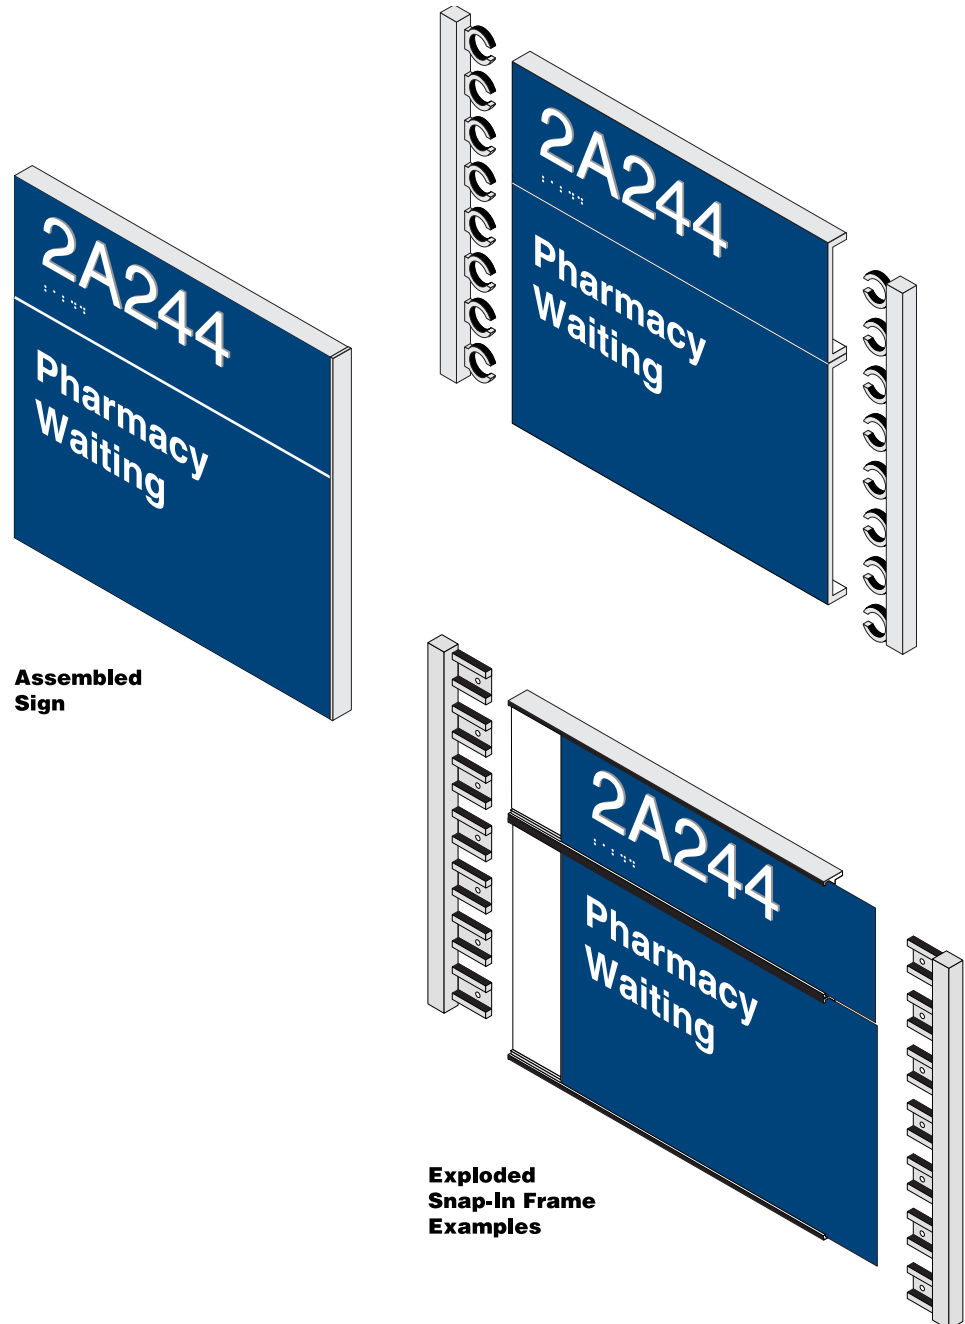 2A244
Pharmacy
Waiting
Assembled
Sign
2A244
Pharmacy
Waiting
2A244
Pharmacy
Waiting
Exploded
Snap-In Frame
Examples